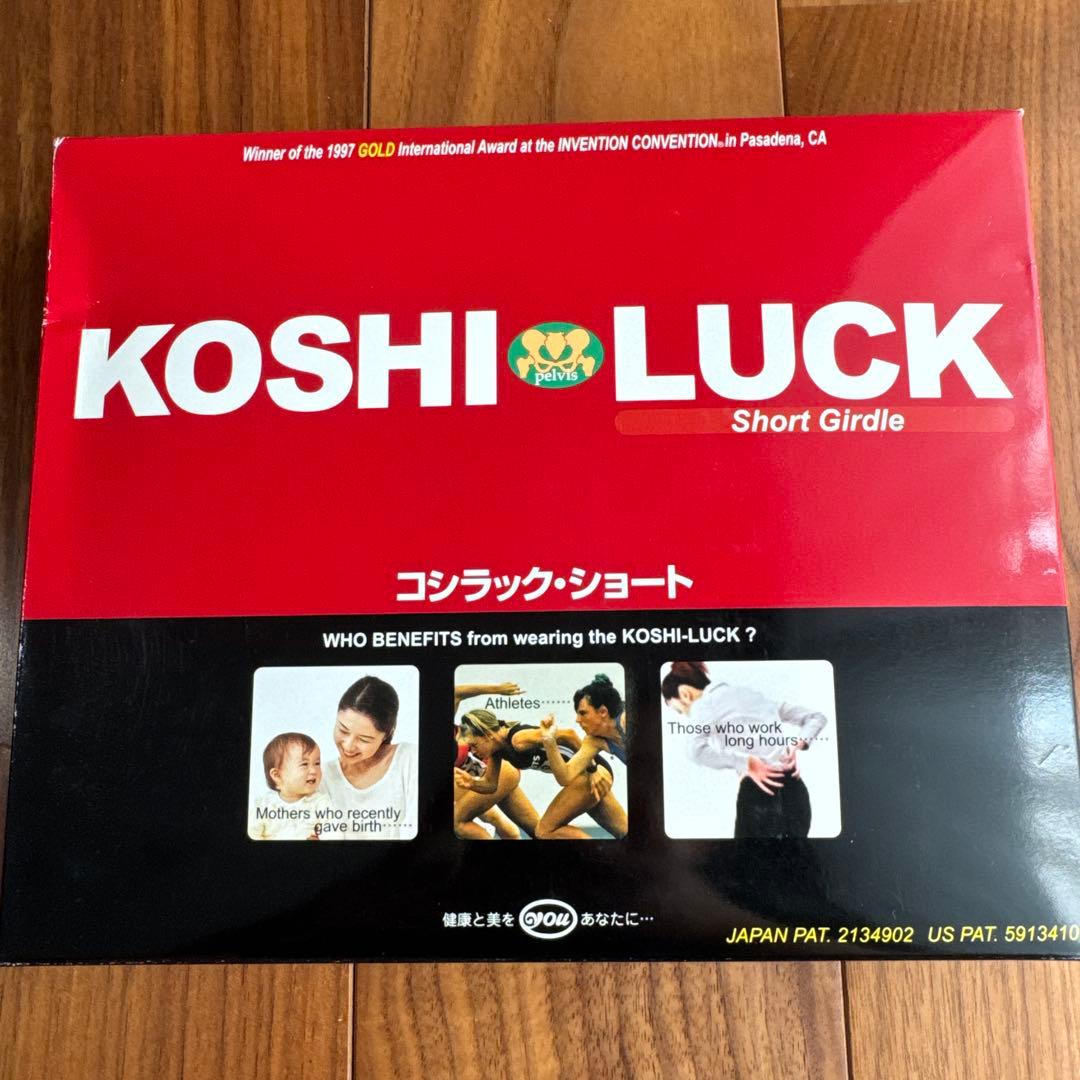 Winner of the 1997 GOLD International Award at the INVENTION CONVENTION® in Pasadena, CA
KOSHI LUCK
pelvis
Short Girdle
コシラック・ショート
WHO BENEFITS from wearing the KOSHI-LUCK ?
Mothers who recently
gave birth……
Athletes……
Those who work
long hours……
健康と美を you あなたに…
JAPAN PAT. 2134902 US PAT. 5913410